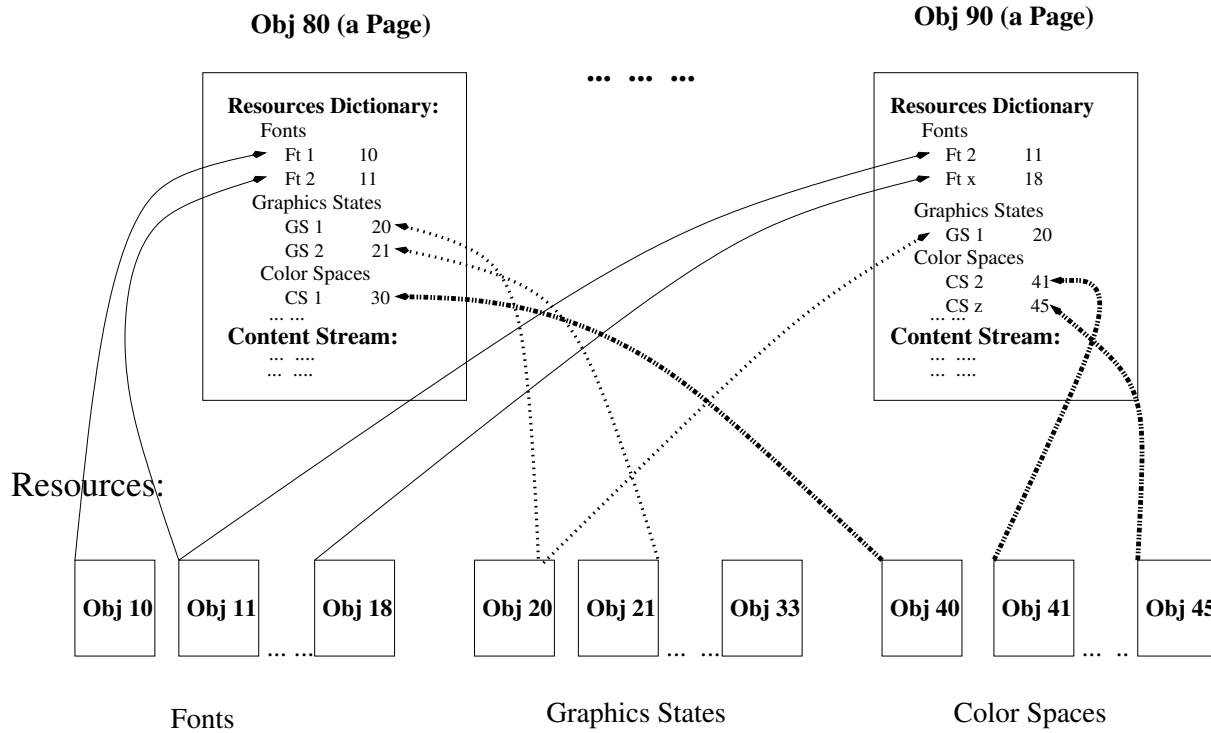 Obj 80 (a Page)
Obj 90 (a Page)
... ... ...
Resources Dictionary:
Fonts
Ft 1 10
Ft 2 11
Graphics States
GS 1 20
GS 2 21
Color Spaces
CS 1 30
... ...
Content Stream:
... ....
... ....
Resources Dictionary
Fonts
Ft 2 11
Ft x 18
Graphics States
GS 1 20
Color Spaces
CS 2 41
CS z 45
... ...
Content Stream:
... ....
... ....
Resources:
Obj 10 Obj 11 ... ... Obj 18 Obj 20 Obj 21 ... ... Obj 33 Obj 40 Obj 41 ... .. Obj 45
Fonts Graphics States Color Spaces